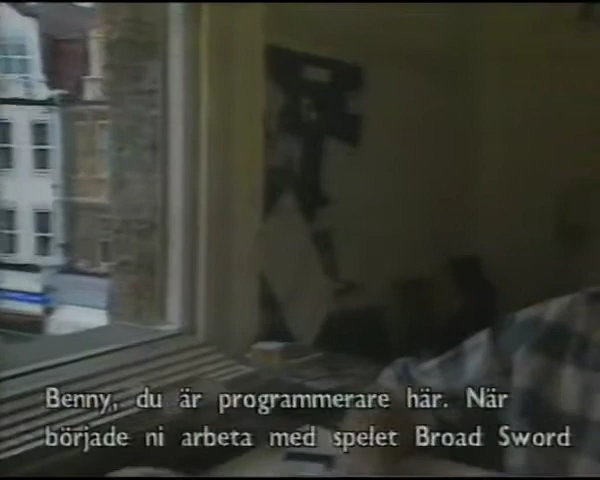 Benny, du är programmerare här. När
började ni arbeta med spelet Broad Sword